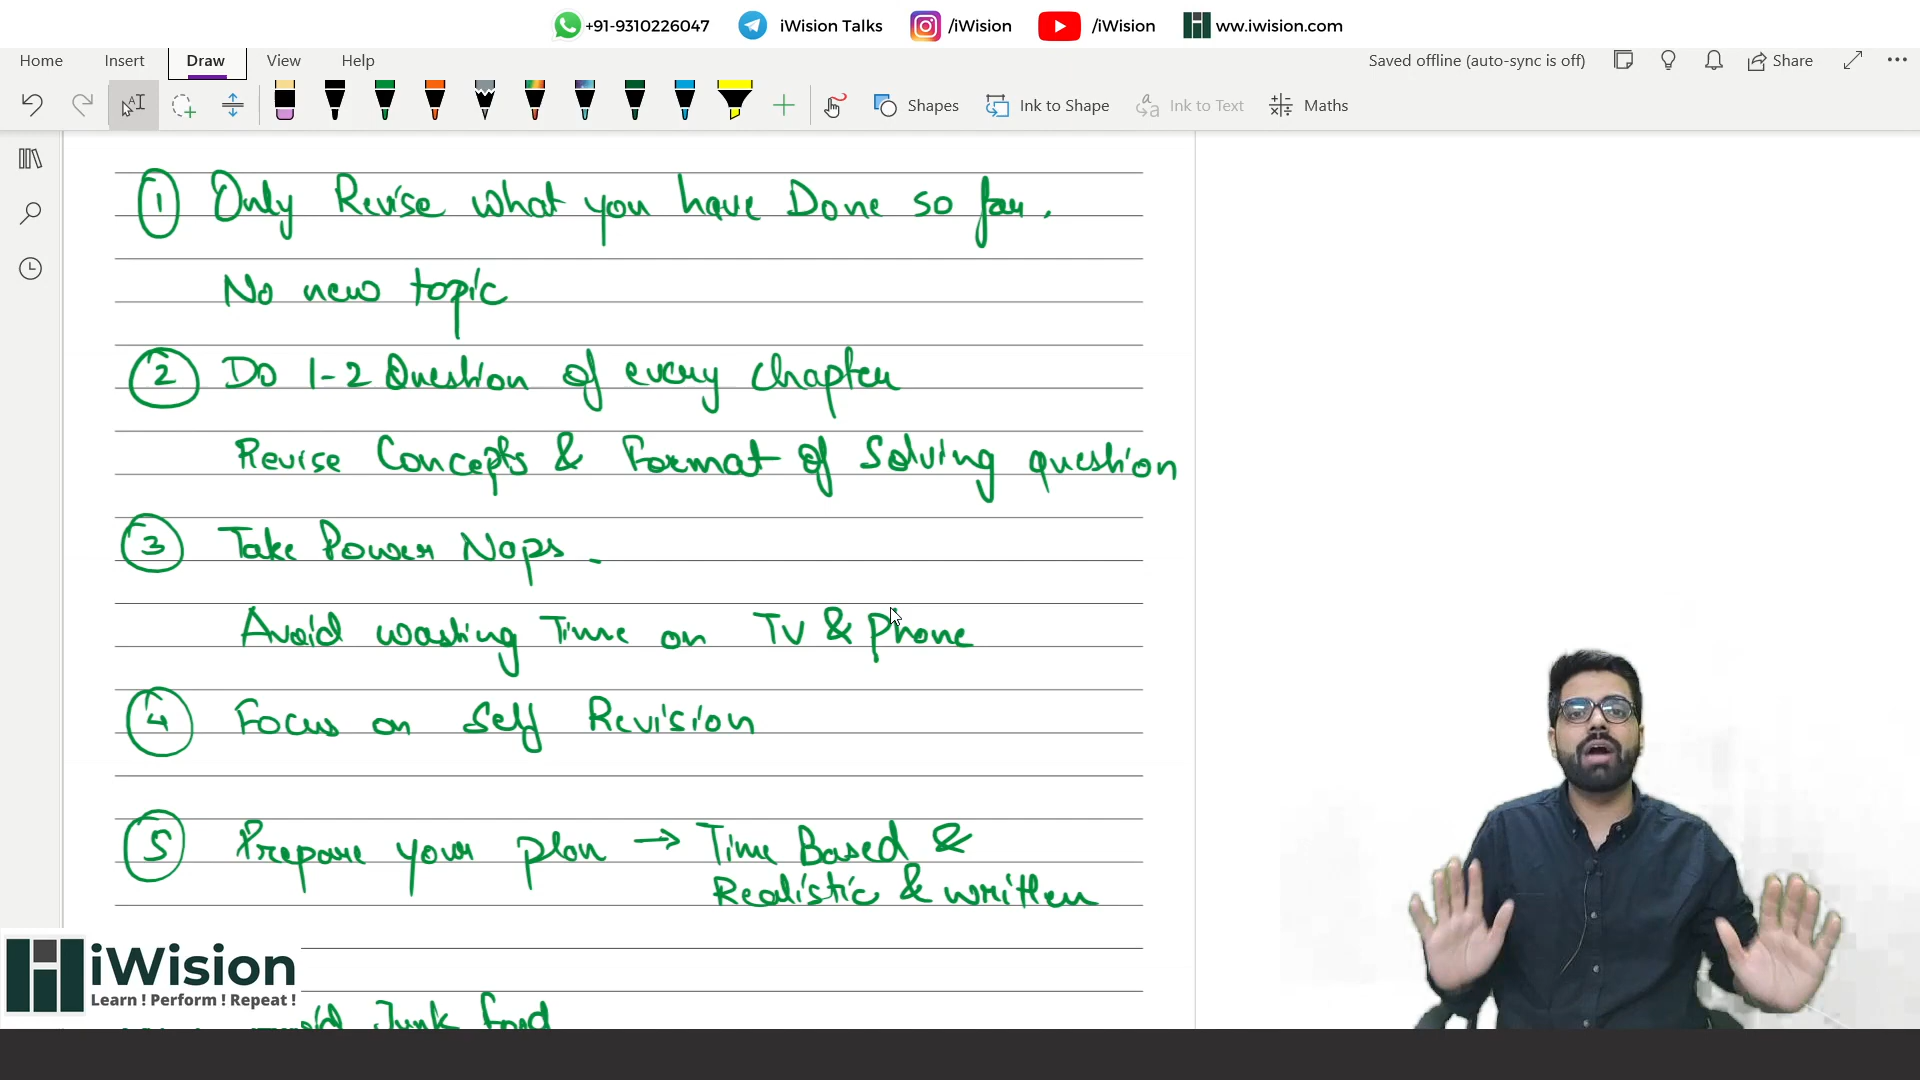 +91-9310226047 iWision Talks /iWision /iWision ww.iwision.com
Home Insert Draw View Help Saved offline (auto-sync is off) Share
Shapes Ink to Shape Ink to Text Maths
1 Only Revise what you have Done so far.
No new topic
2 Do 1-2 Question of every chapter
Revise Concepts & Format of Solving question
3 Take Power Naps.
Avoid wasting Time on TV & phone
4 Focus on Self Revision
5 Prepare your plan → Time Based &
Realistic & written
iWision
Learn ! Perform ! Repeat !
Junk food